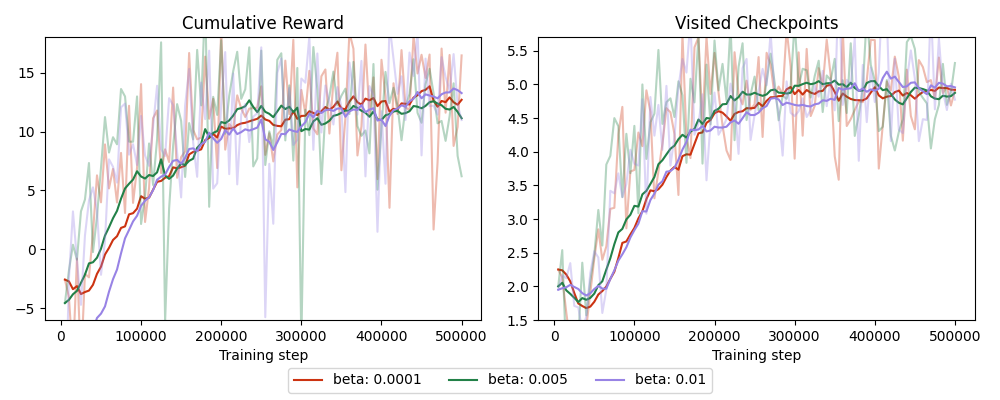 Cumulative Reward
15
10
5
0
−5
0 100000 200000 300000 400000 500000
Training step
Visited Checkpoints
5.5
5.0
4.5
4.0
3.5
3.0
2.5
2.0
1.5
0 100000 200000 300000 400000 500000
Training step
beta: 0.0001 beta: 0.005 beta: 0.01